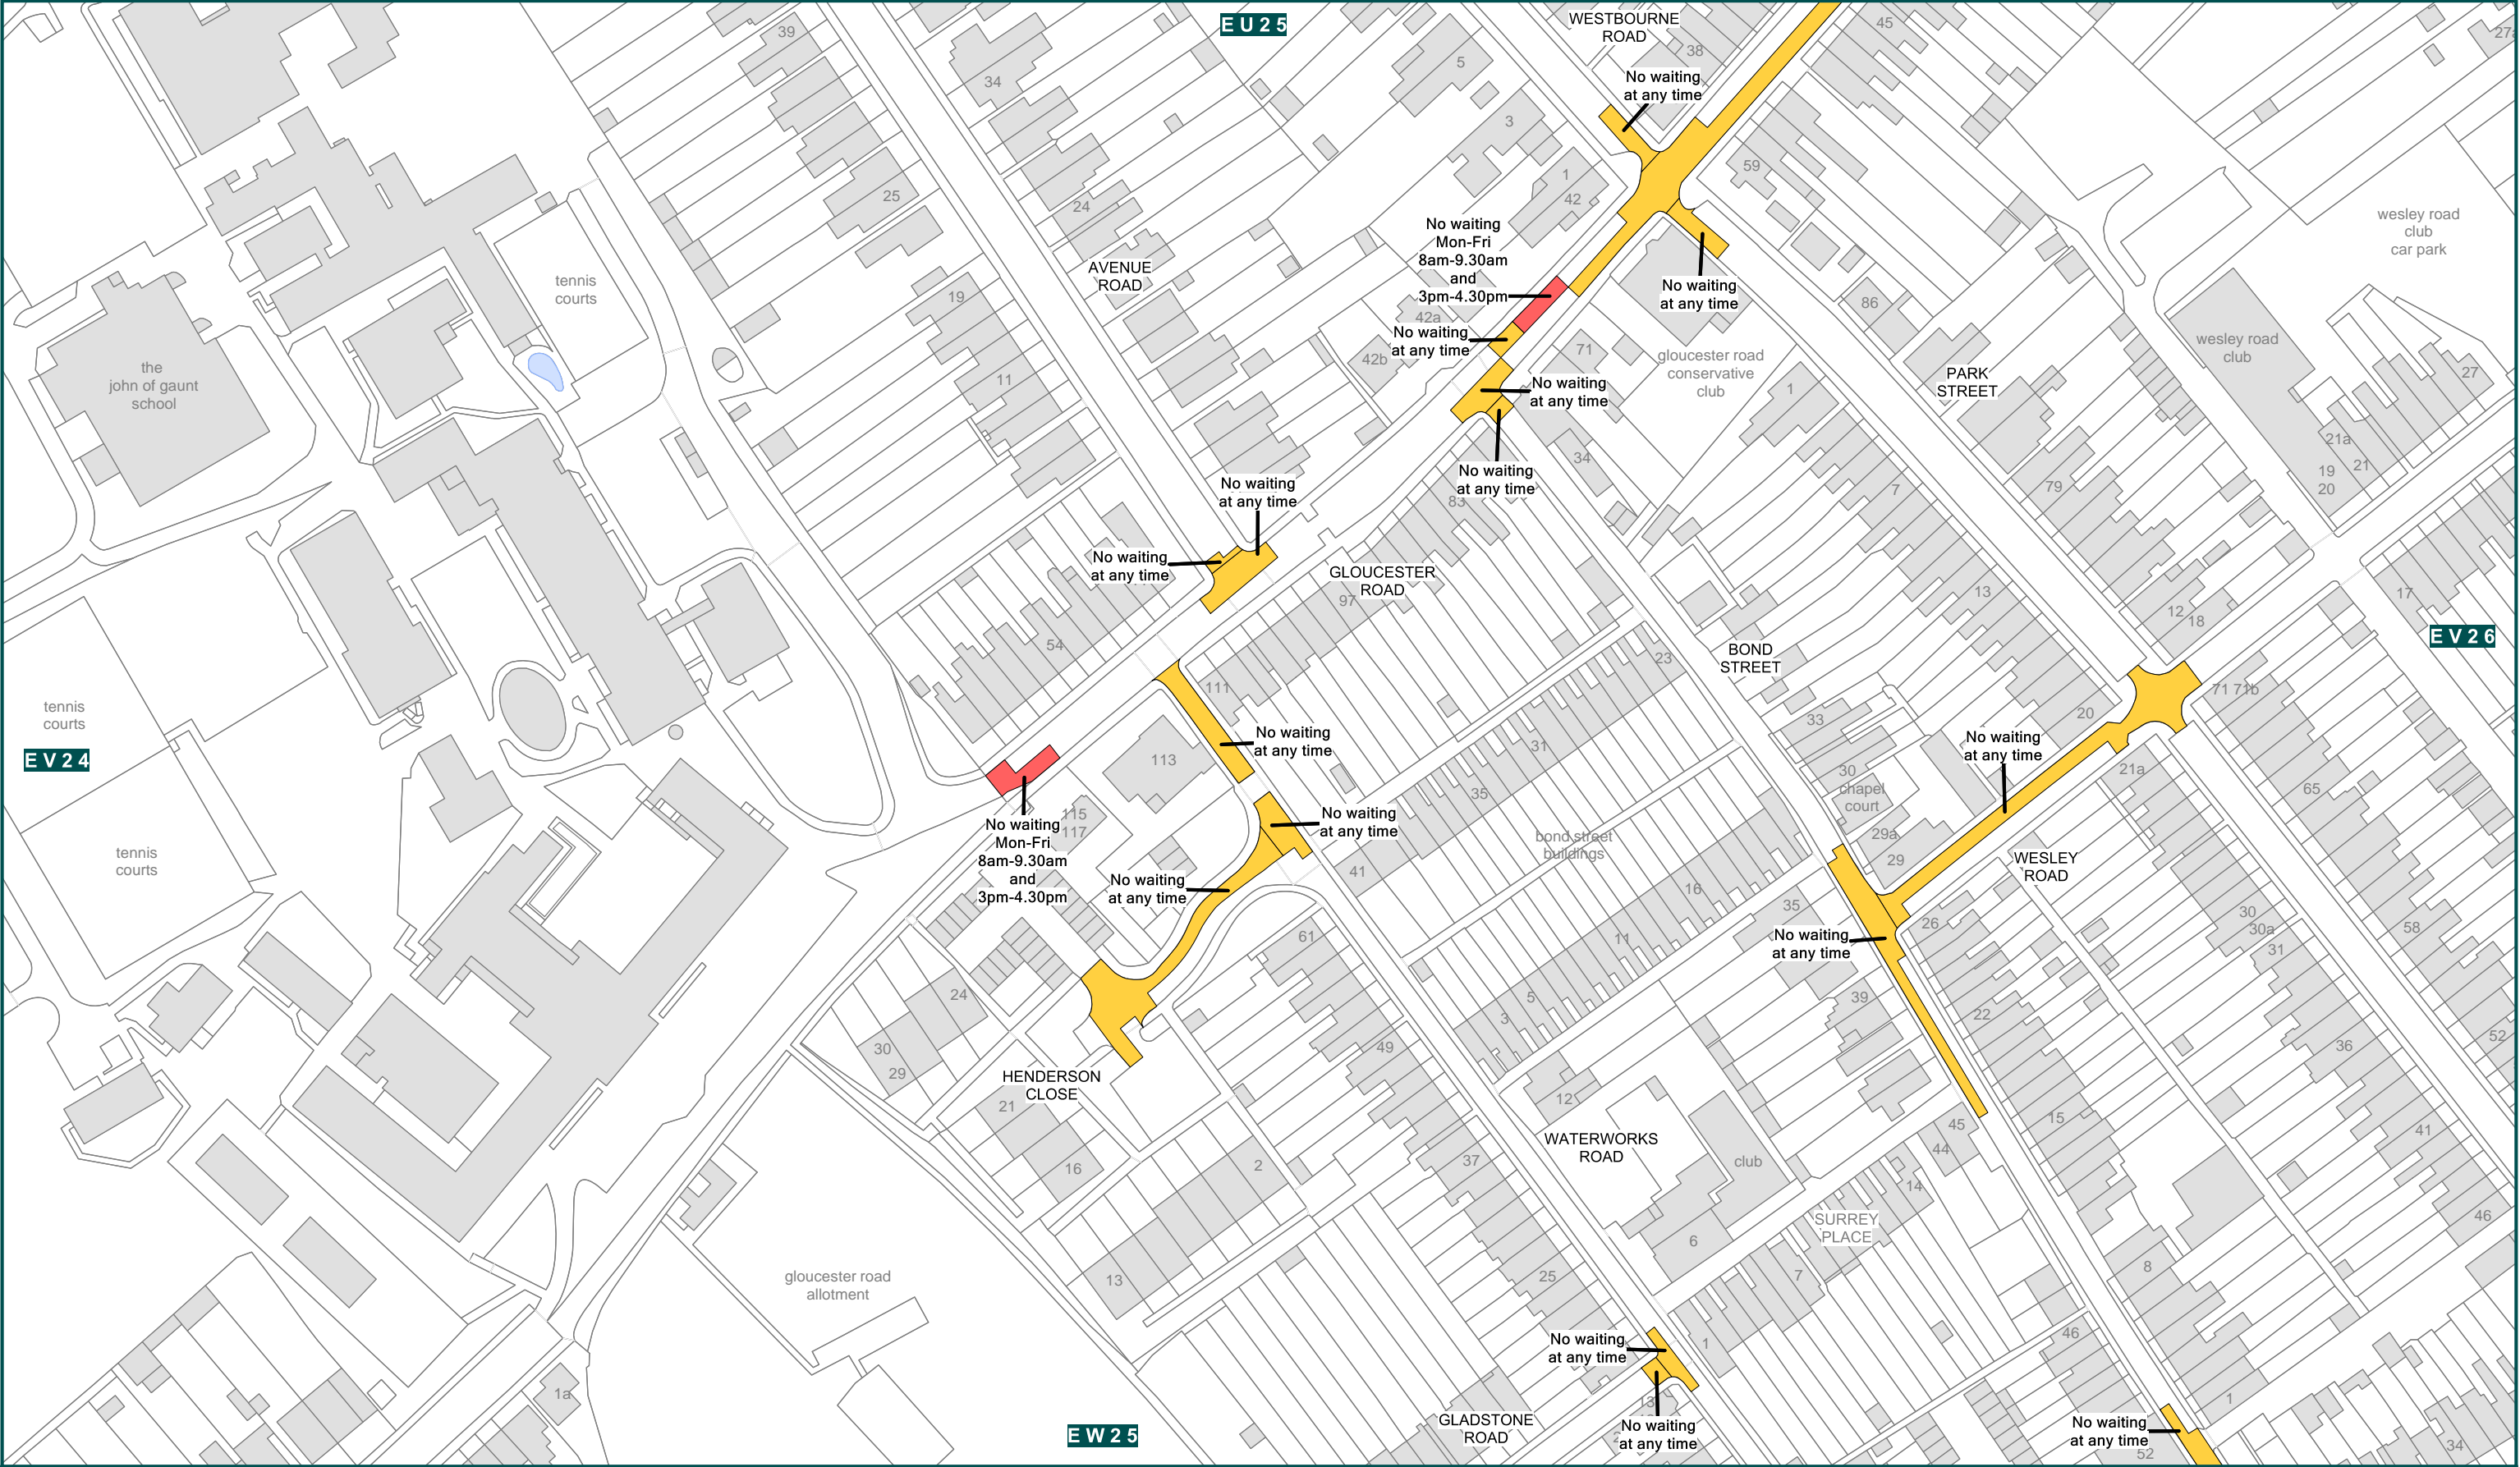 EU25
WESTBOURNE
ROAD
45
27a
39
38
34
5
No waiting
at any time
3
59
25
1
42
24
wesley road
club
car park
No waiting
Mon-Fri
8am-9.30am
and
3pm-4.30pm
AVENUE
ROAD
tennis
courts
19
No waiting
at any time
86
42a
No waiting
at any time
wesley road
club
71
42b
gloucester road
conservative
club
the
john of gaunt
school
11
No waiting
at any time
1
PARK
STREET
27
21a
34
19
20
21
No waiting
at any time
83
79
7
No waiting
at any time
No waiting
at any time
GLOUCESTER
ROAD
97
13
17
12
18
EV26
54
BOND
STREET
23
111
71
71b
tennis
courts
20
33
EV24
No waiting
at any time
31
113
No waiting
at any time
30
chapel
court
21a
35
65
115
117
No waiting
at any time
No waiting
Mon-Fri
8am-9.30am
and
3pm-4.30pm
bond street
buildings
29a
29
WESLEY
ROAD
tennis
courts
41
No waiting
at any time
16
35
26
30
30a
58
61
11
No waiting
at any time
31
24
5
3
39
22
30
29
49
36
52
HENDERSON
CLOSE
21
12
15
45
44
41
WATERWORKS
ROAD
club
16
2
37
14
SURREY
PLACE
46
6
8
gloucester road
allotment
13
25
7
46
No waiting
at any time
1
1a
13
1
GLADSTONE
ROAD
No waiting
at any time
No waiting
at any time
EW25
52
34